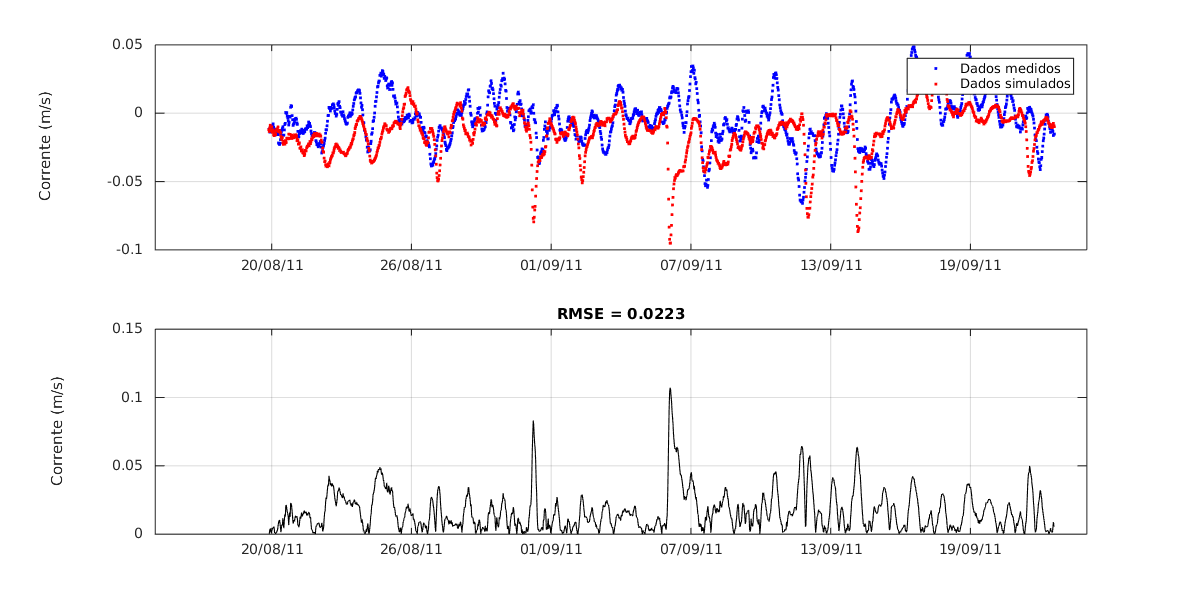 0.05
0
-0.05
-0.1
Corrente (m/s)
Dados medidos
Dados simulados
20/08/11 26/08/11 01/09/11 07/09/11 13/09/11 19/09/11
RMSE = 0.0223
0.15
0.1
0.05
0
Corrente (m/s)
20/08/11 26/08/11 01/09/11 07/09/11 13/09/11 19/09/11